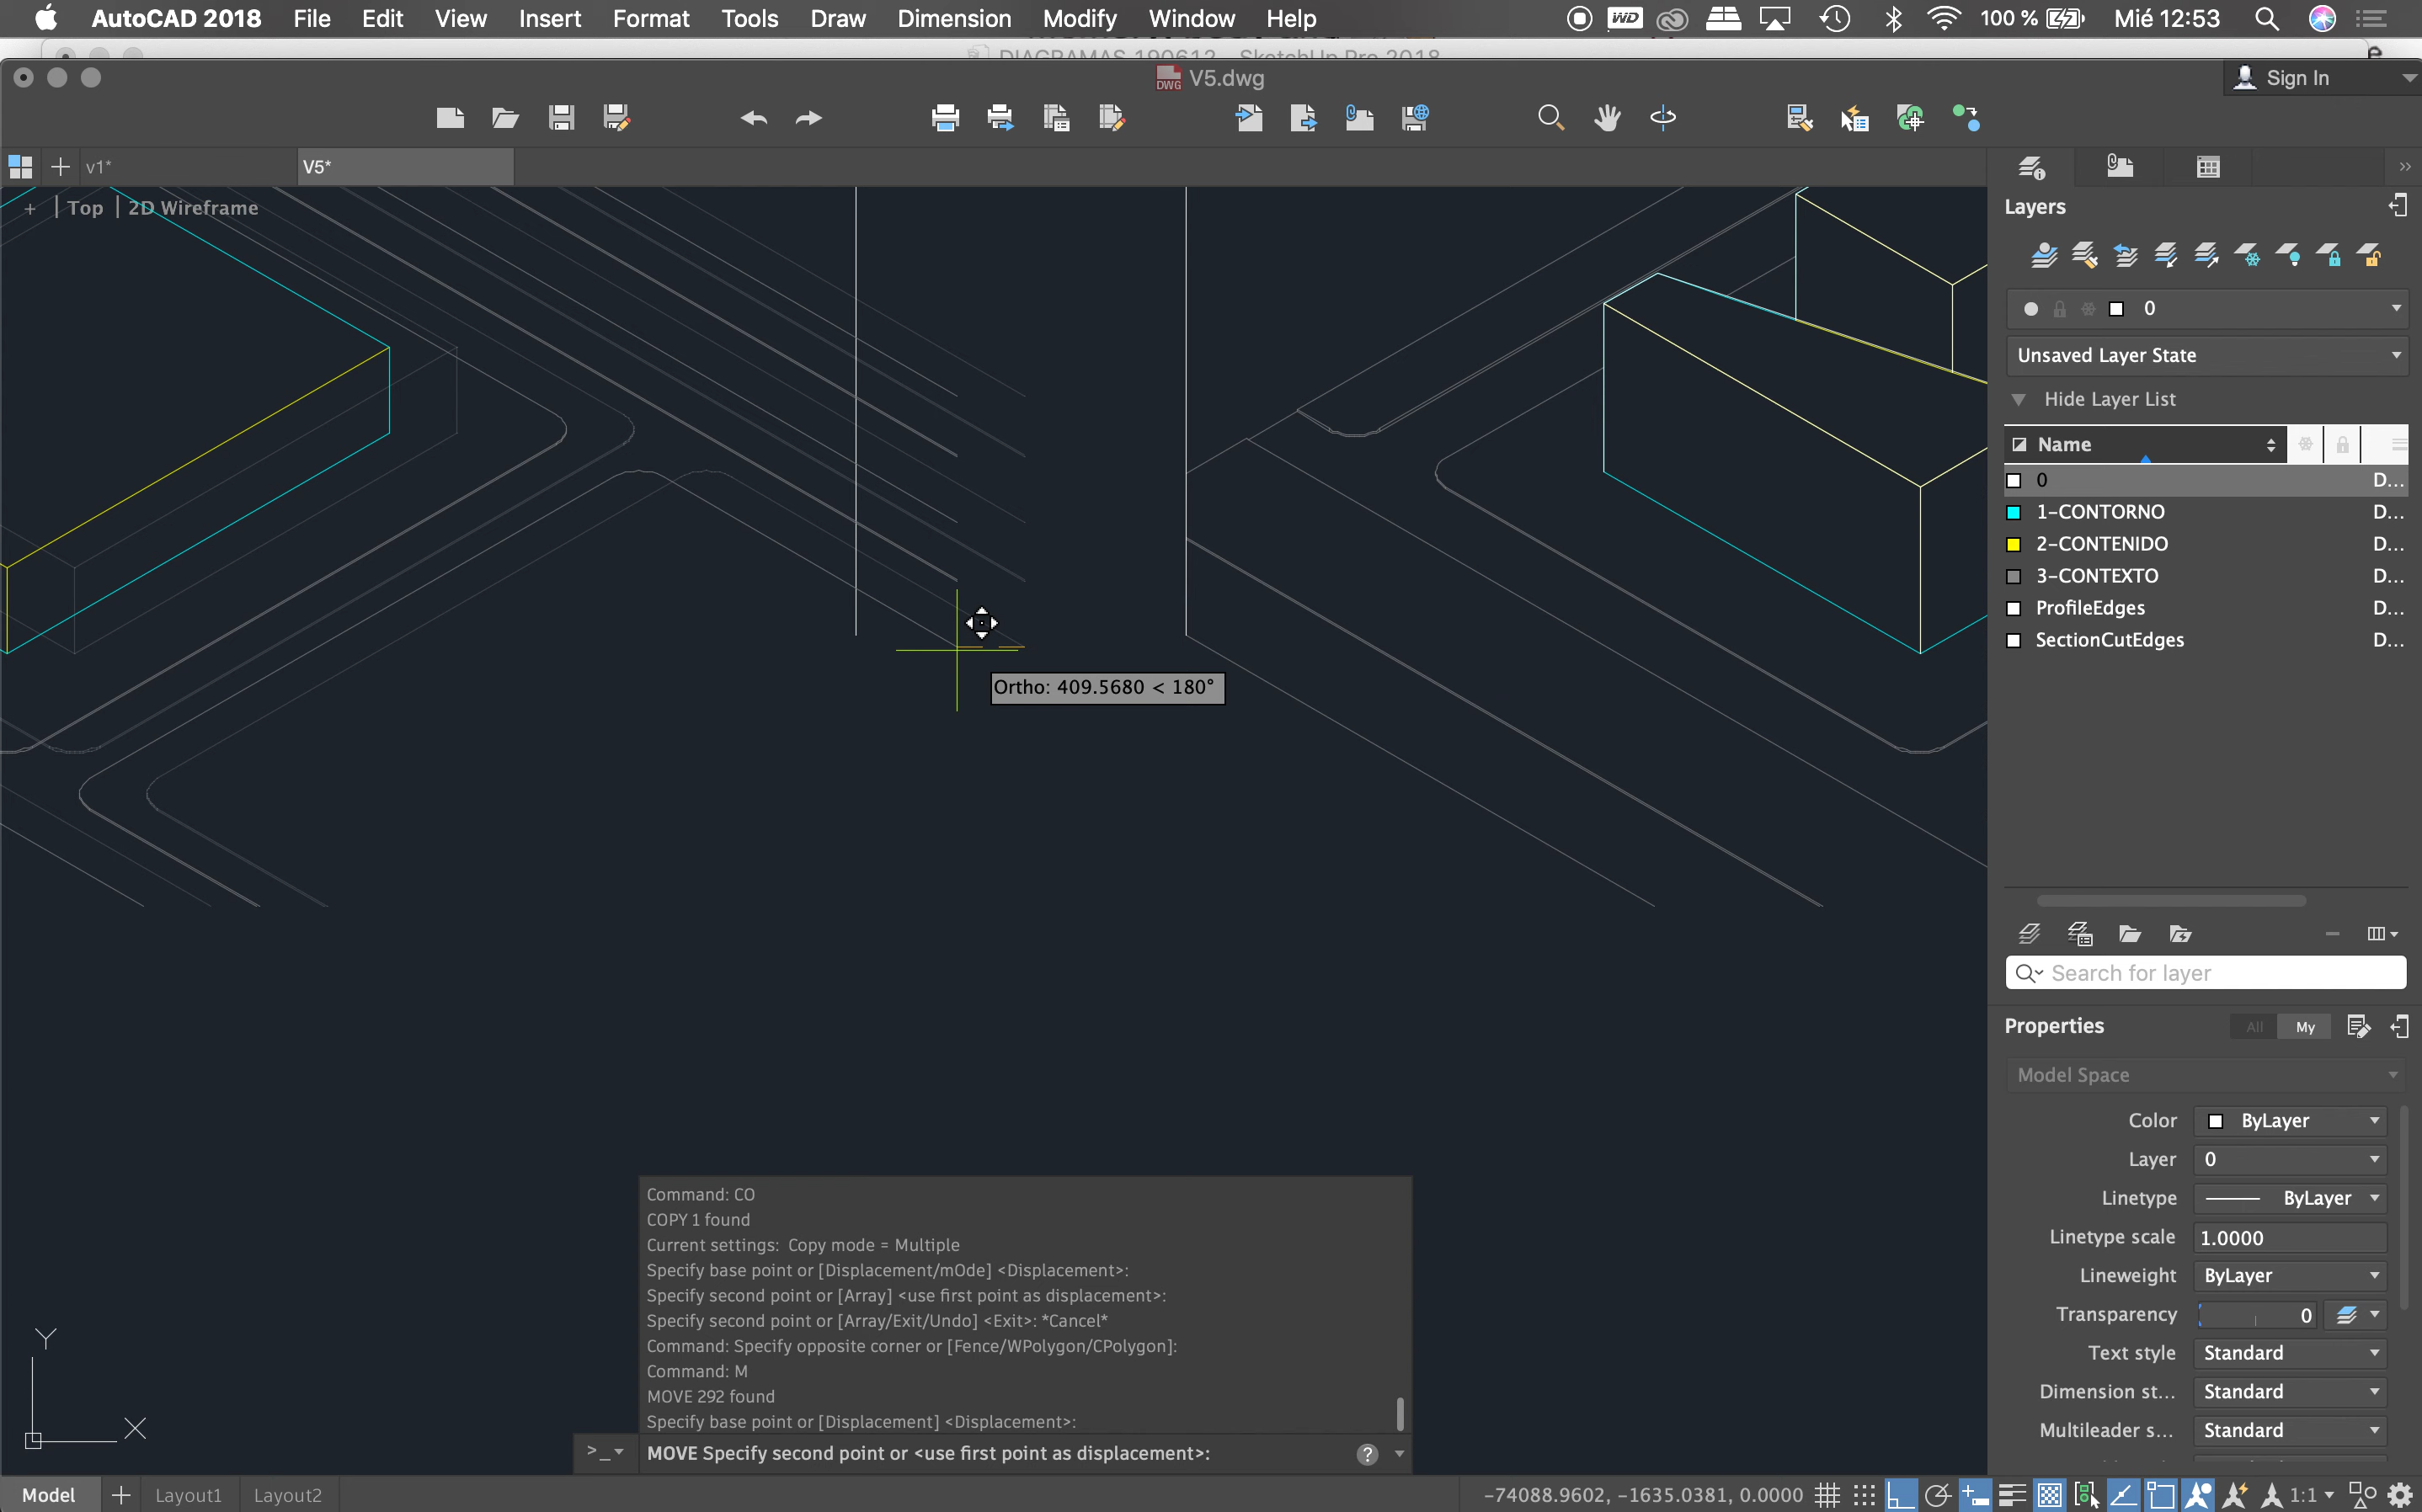 AutoCAD 2018 File Edit View Insert Format Tools Draw Dimension Modify Window Help WD 100 % Mié 12:53
DIAGRAMAS 190612 - SketchUp Pro 2018
DWG V5.dwg
Sign In
v1*
V5*
+ | Top | 2D Wireframe
Ortho: 409.5680 < 180°
Layers
0
Unsaved Layer State
Hide Layer List
Name
0 D...
1-CONTORNO D...
2-CONTENIDO D...
3-CONTEXTO D...
ProfileEdges D...
SectionCutEdges D...
Search for layer
Properties All My
Model Space
Color ByLayer
Layer 0
Linetype ByLayer
Linetype scale 1.0000
Lineweight ByLayer
Transparency 0
Text style Standard
Dimension st... Standard
Multileader s... Standard
Y
X
Command: CO
COPY 1 found
Current settings: Copy mode = Multiple
Specify base point or [Displacement/mOde] <Displacement>:
Specify second point or [Array] <use first point as displacement>:
Specify second point or [Array/Exit/Undo] <Exit>: *Cancel*
Command: Specify opposite corner or [Fence/WPolygon/CPolygon]:
Command: M
MOVE 292 found
Specify base point or [Displacement] <Displacement>:
>_ MOVE Specify second point or <use first point as displacement>: ?
Model + Layout1 Layout2 -74088.9602, -1635.0381, 0.0000 1:1